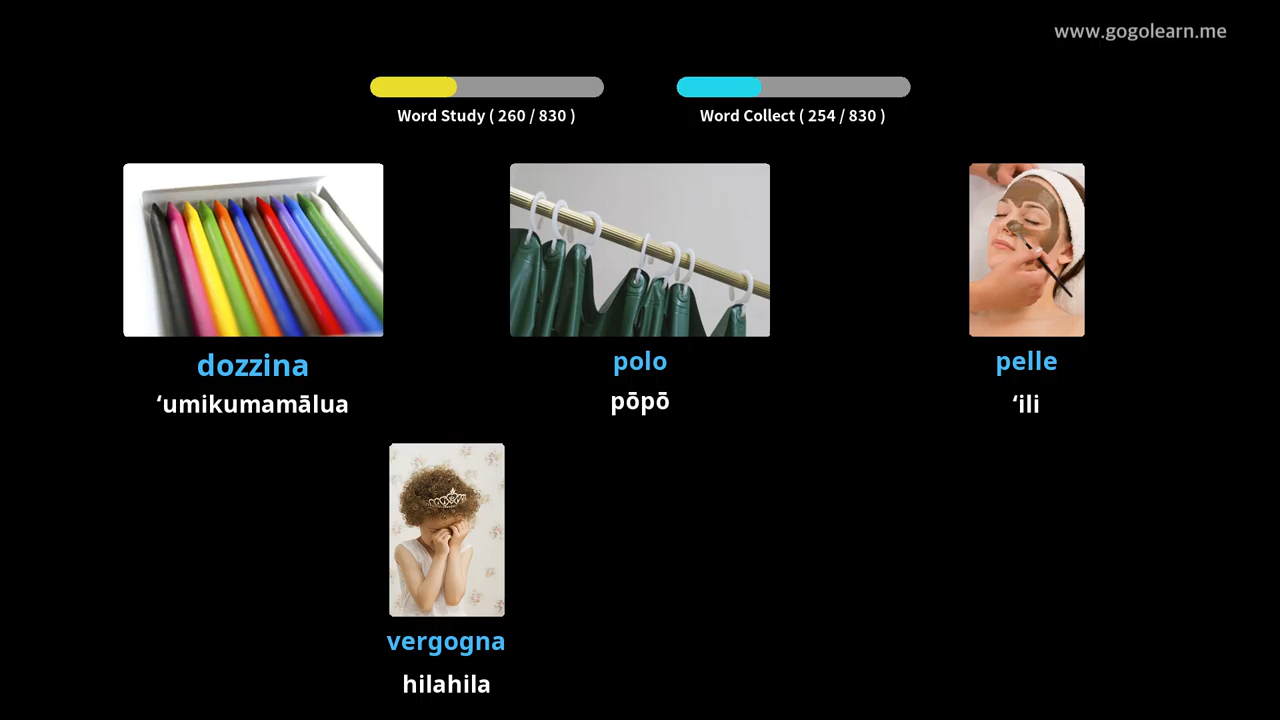 www.gogolearn.me
Word Study ( 260 / 830 )
Word Collect ( 254 / 830 )
dozzina
polo
pelle
ʻumikumamālua
pōpō
ʻili
vergogna
hilahila